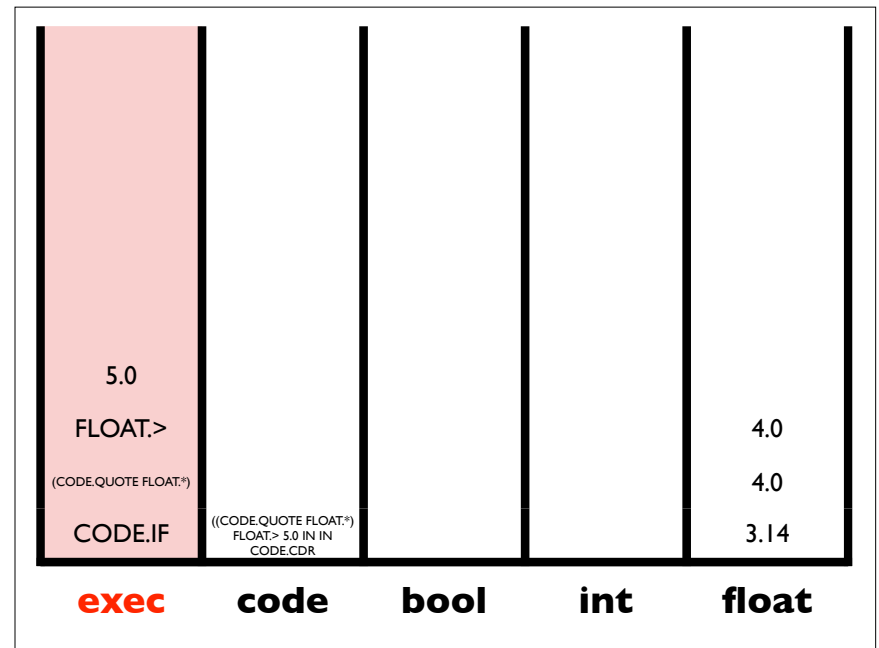 5.0
FLOAT.> 4.0
(CODE.QUOTE FLOAT.*) 4.0
CODE.IF ((CODE.QUOTE FLOAT.*) 3.14
FLOAT.> 5.0 IN IN
CODE.CDR
exec code bool int float